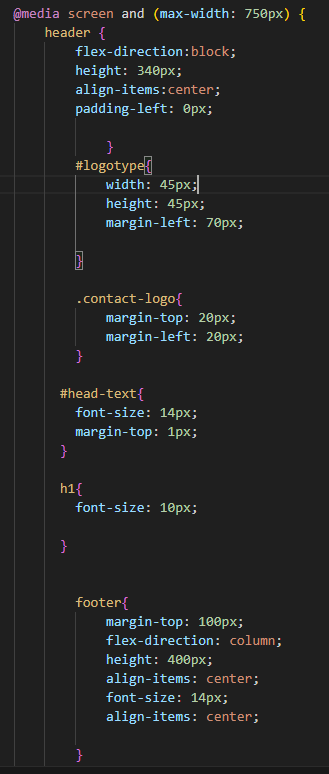 @media screen and (max-width: 750px) {
header {
flex-direction:block;
height: 340px;
align-items:center;
padding-left: 0px;
}
#logotype{
width: 45px;
height: 45px;
margin-left: 70px;
}
.contact-logo{
margin-top: 20px;
margin-left: 20px;
}
#head-text{
font-size: 14px;
margin-top: 1px;
}
h1{
font-size: 10px;
}
footer{
margin-top: 100px;
flex-direction: column;
height: 400px;
align-items: center;
font-size: 14px;
align-items: center;
}